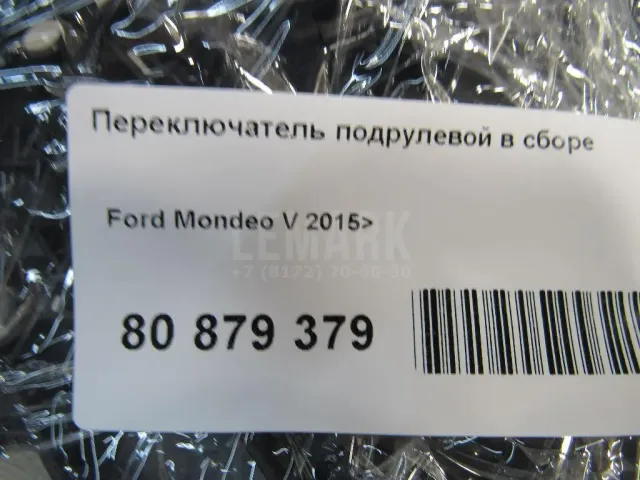 Переключатель подрулевой в сборе
Ford Mondeo V 2015>
LEMARK
80 879 379